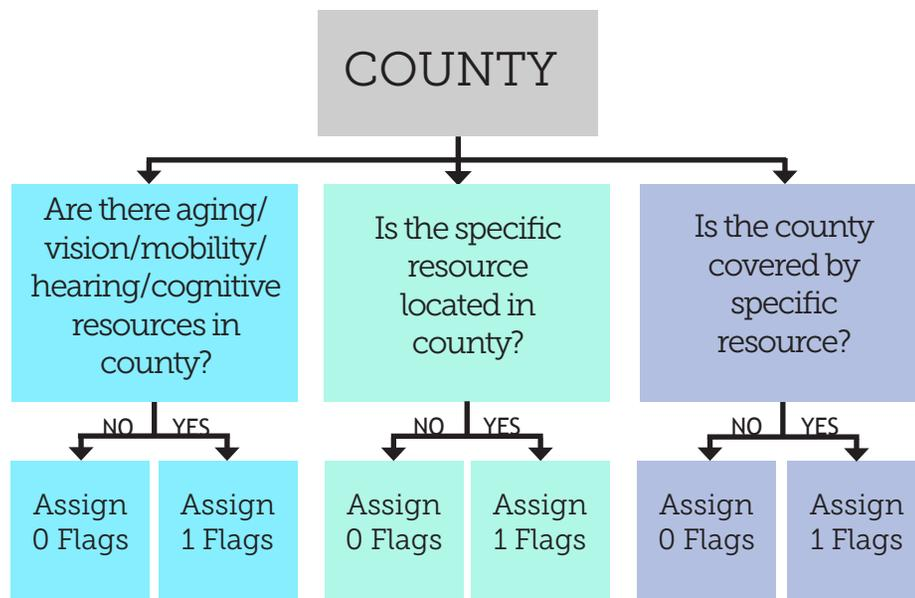 COUNTY
Are there aging/
vision/mobility/
hearing/cognitive
resources in
county?
Is the specific
resource
located in
county?
Is the county
covered by
specific
resource?
NO YES
NO YES
NO YES
Assign
0 Flags
Assign
1 Flags
Assign
0 Flags
Assign
1 Flags
Assign
0 Flags
Assign
1 Flags